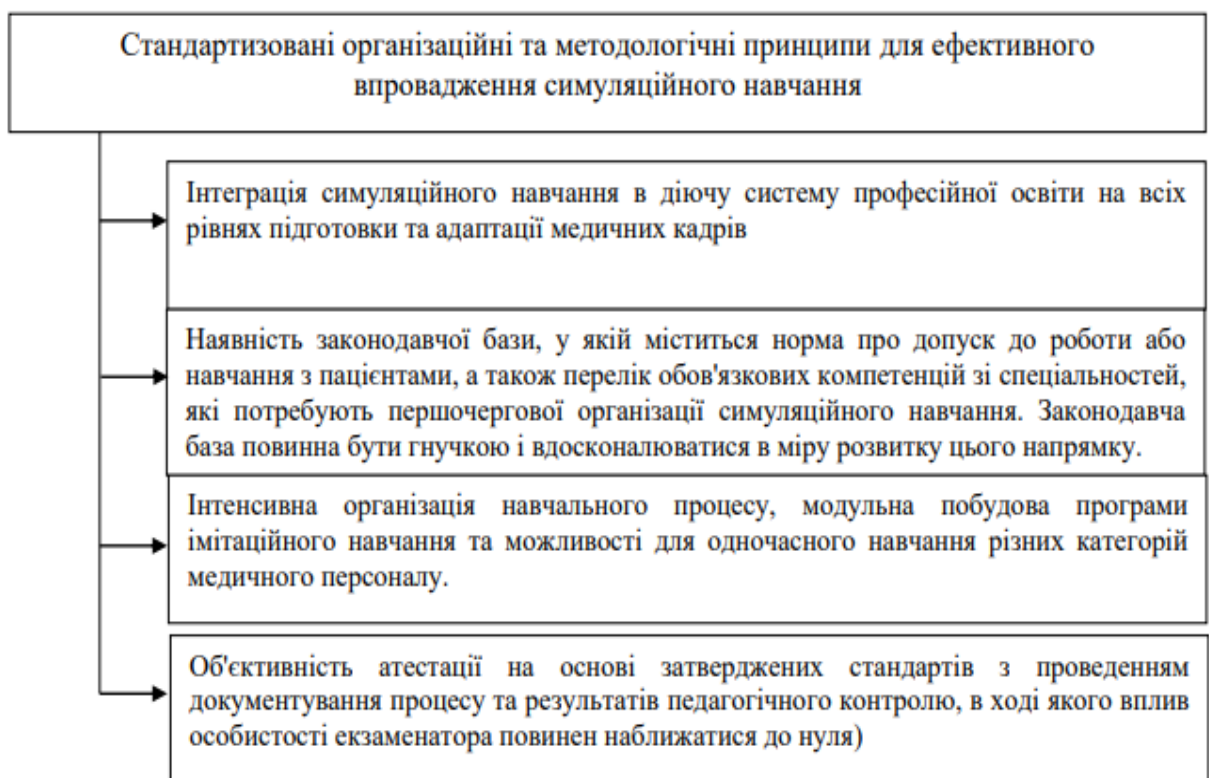 Стандартизовані організаційні та методологічні принципи для ефективного
впровадження симуляційного навчання
Інтеграція симуляційного навчання в діючу систему професійної освіти на всіх
рівнях підготовки та адаптації медичних кадрів
Наявність законодавчої бази, у якій міститься норма про допуск до роботи або
навчання з пацієнтами, а також перелік обов'язкових компетенцій зі спеціальностей,
які потребують першочергової організації симуляційного навчання. Законодавча
база повинна бути гнучкою і вдосконалюватися в міру розвитку цього напрямку.
Інтенсивна організація навчального процесу, модульна побудова програми
імітаційного навчання та можливості для одночасного навчання різних категорій
медичного персоналу.
Об'єктивність атестації на основі затверджених стандартів з проведенням
документування процесу та результатів педагогічного контролю, в ході якого вплив
особистості екзаменатора повинен наближатися до нуля)